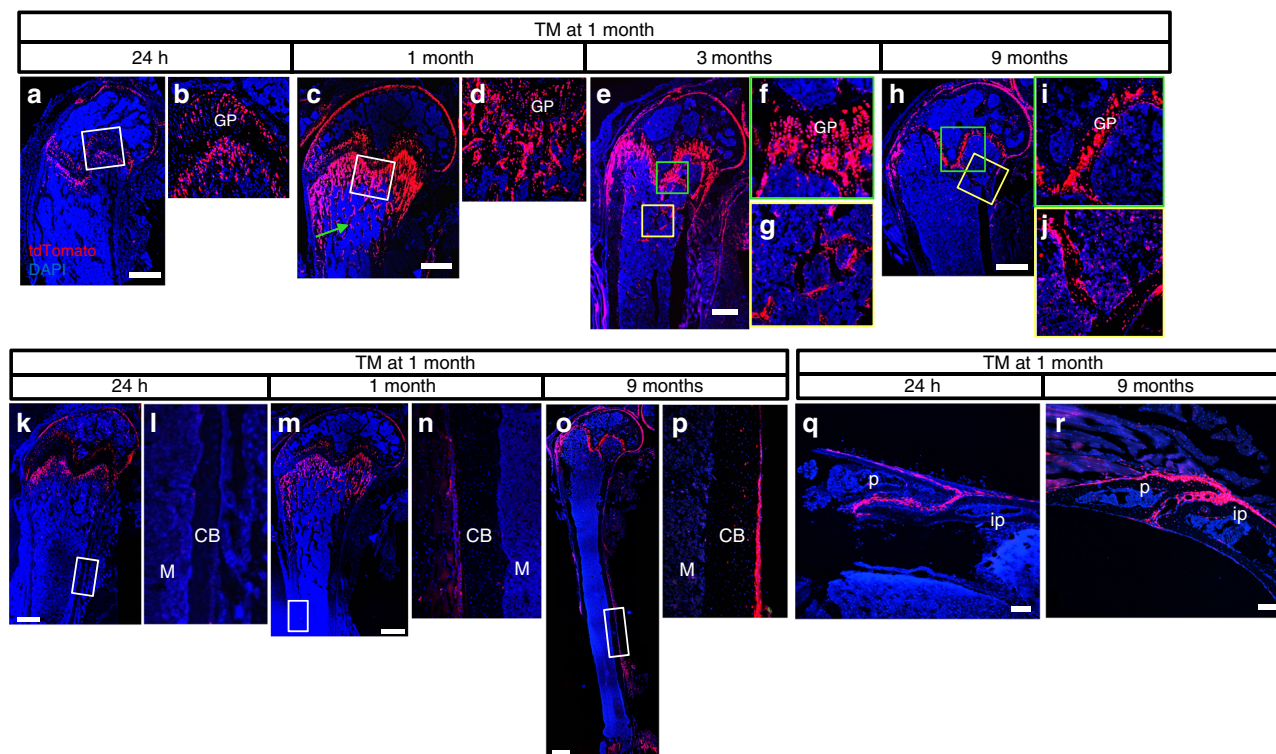 TM at 1 month
24 h 1 month 3 months 9 months
a b c d e f h i
GP GP GP GP
g j
tdTomato
DAPI
TM at 1 month TM at 1 month
24 h 1 month 9 months 24 h 9 months
k l m n o p q r
p p
CB CB CB ip ip
M M M